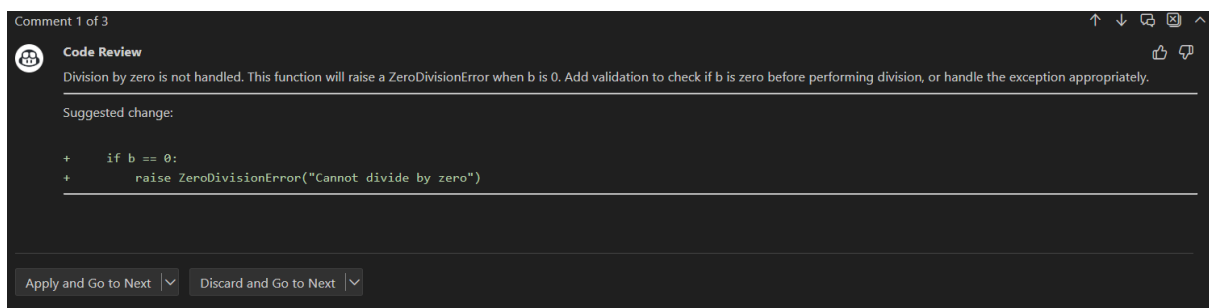 Comment 1 of 3
Code Review
Division by zero is not handled. This function will raise a ZeroDivisionError when b is 0. Add validation to check if b is zero before performing division, or handle the exception appropriately.
Suggested change:
+ if b == 0:
+ raise ZeroDivisionError("Cannot divide by zero")
Apply and Go to Next
Discard and Go to Next